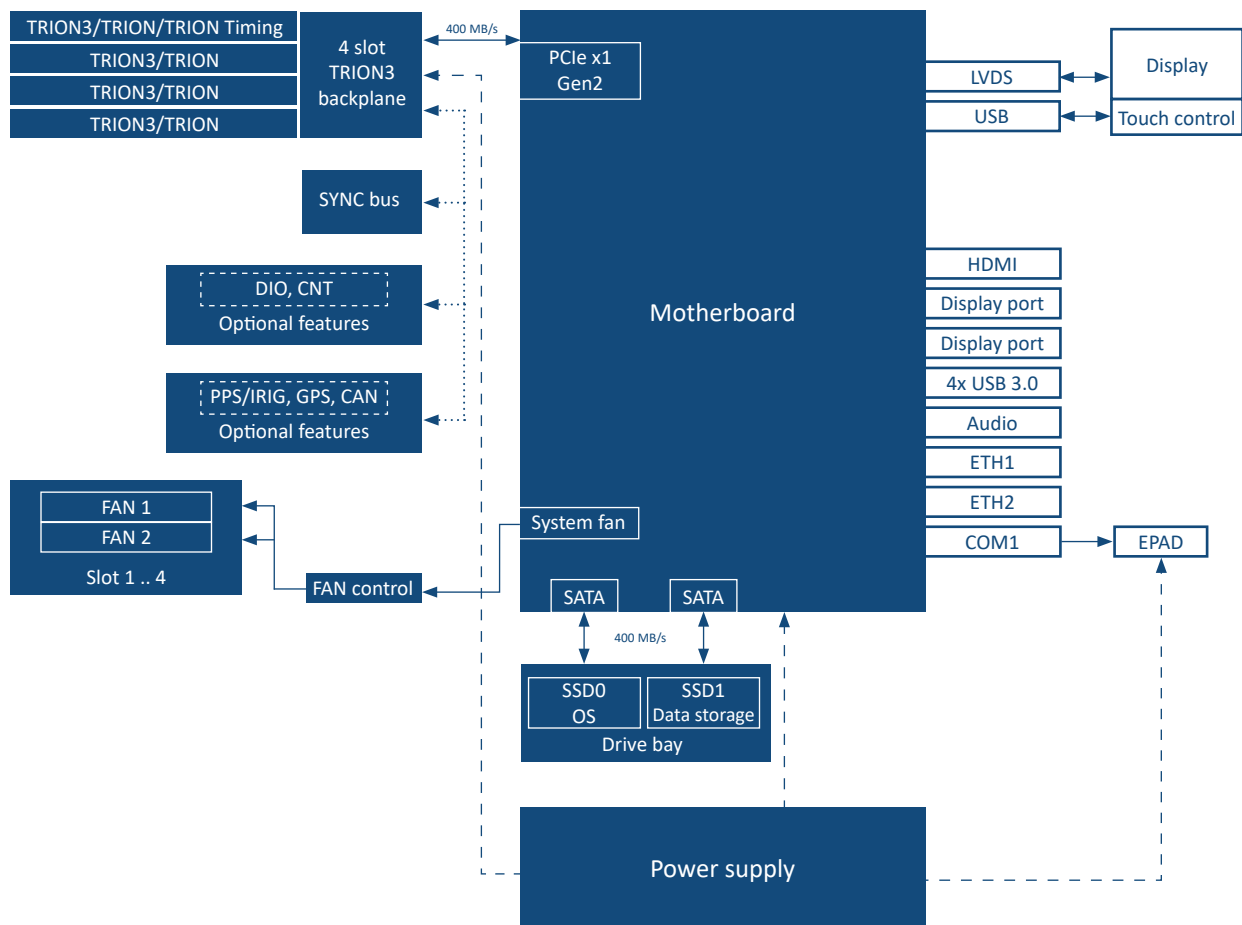 TRION3/TRION/TRION Timing
TRION3/TRION
TRION3/TRION
TRION3/TRION
4 slot
TRION3
backplane
400 MB/s
PCIe x1
Gen2
LVDS
USB
Display
Touch control
SYNC bus
DIO, CNT
Optional features
PPS/IRIG, GPS, CAN
Optional features
Motherboard
HDMI
Display port
Display port
4x USB 3.0
Audio
ETH1
ETH2
COM1
EPAD
FAN 1
FAN 2
Slot 1 .. 4
FAN control
System fan
SATA
SATA
400 MB/s
SSD0
OS
SSD1
Data storage
Drive bay
Power supply